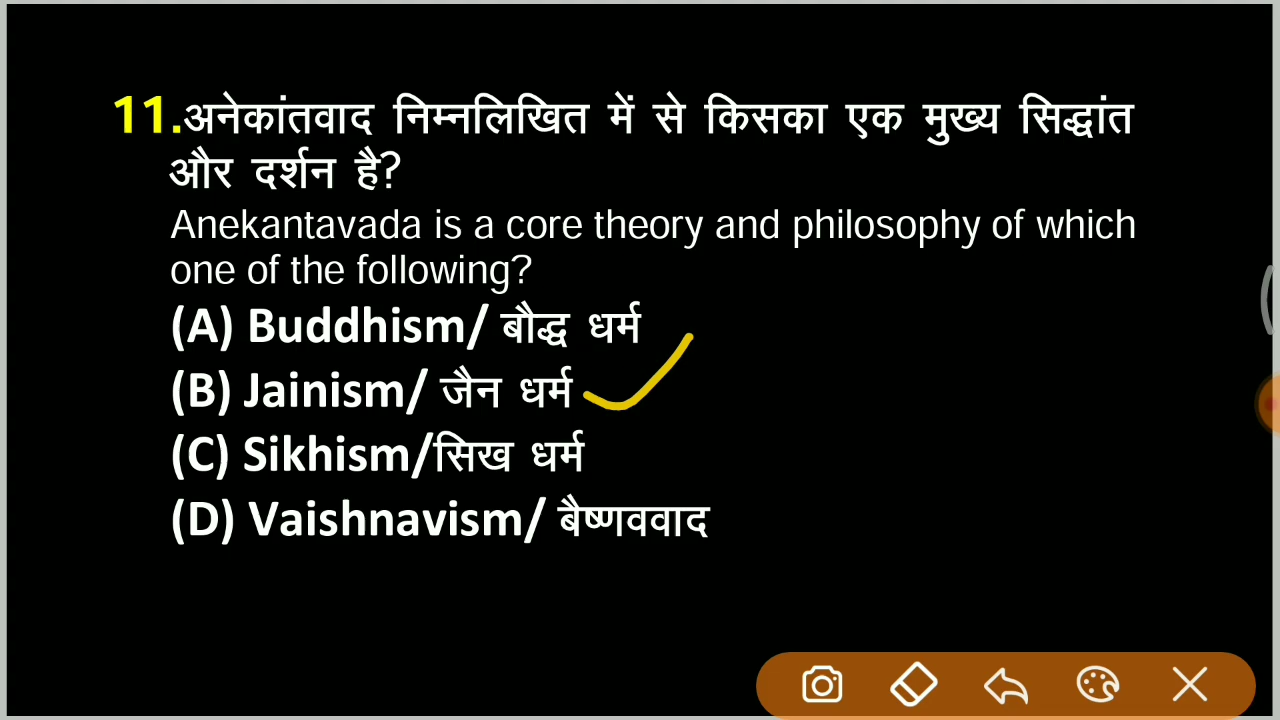 11.अनेकांतवाद निम्नलिखित में से किसका एक मुख्य सिद्धांत
और दर्शन है?
Anekantavada is a core theory and philosophy of which
one of the following?
(A) Buddhism/ बौद्ध धर्म
(B) Jainism/ जैन धर्म
(C) Sikhism/सिख धर्म
(D) Vaishnavism/ बैष्णववाद